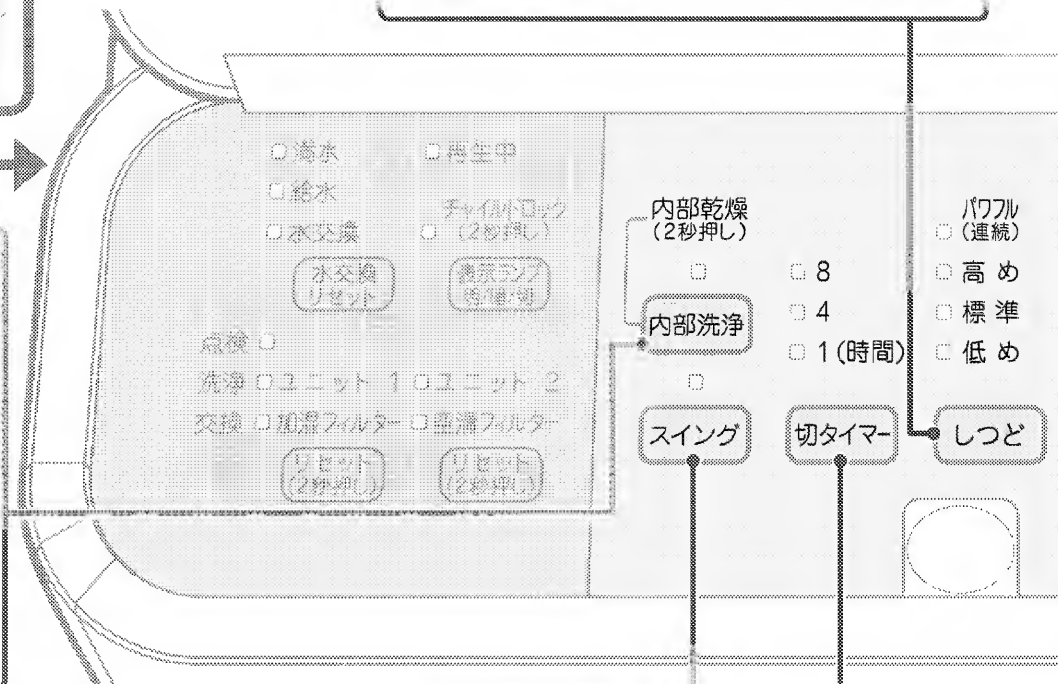 満水
再生中
給水
水交換
チャイルドロック
(2秒押し)
水交換
リセット
表示ランプ
点検
洗浄 ユニット 1 ユニット 2
交換 加湿フィルター 集清フィルター
リセット
(2秒押し)
リセット
(2秒押し)
内部乾燥
(2秒押し)
内部洗浄
スイング
8
4
1(時間)
切タイマー
パワフル
(連続)
高め
標準
低め
しつど